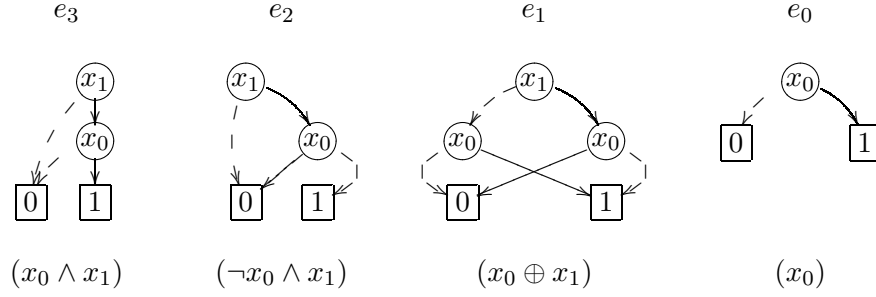 e₃ e₂ e₁ e₀
x₁ x₁ x₁ x₀
x₀ x₀ x₀ x₀ 0 1
0 1 0 1 0 1
(x₀ ∧ x₁) (¬x₀ ∧ x₁) (x₀ ⊕ x₁) (x₀)